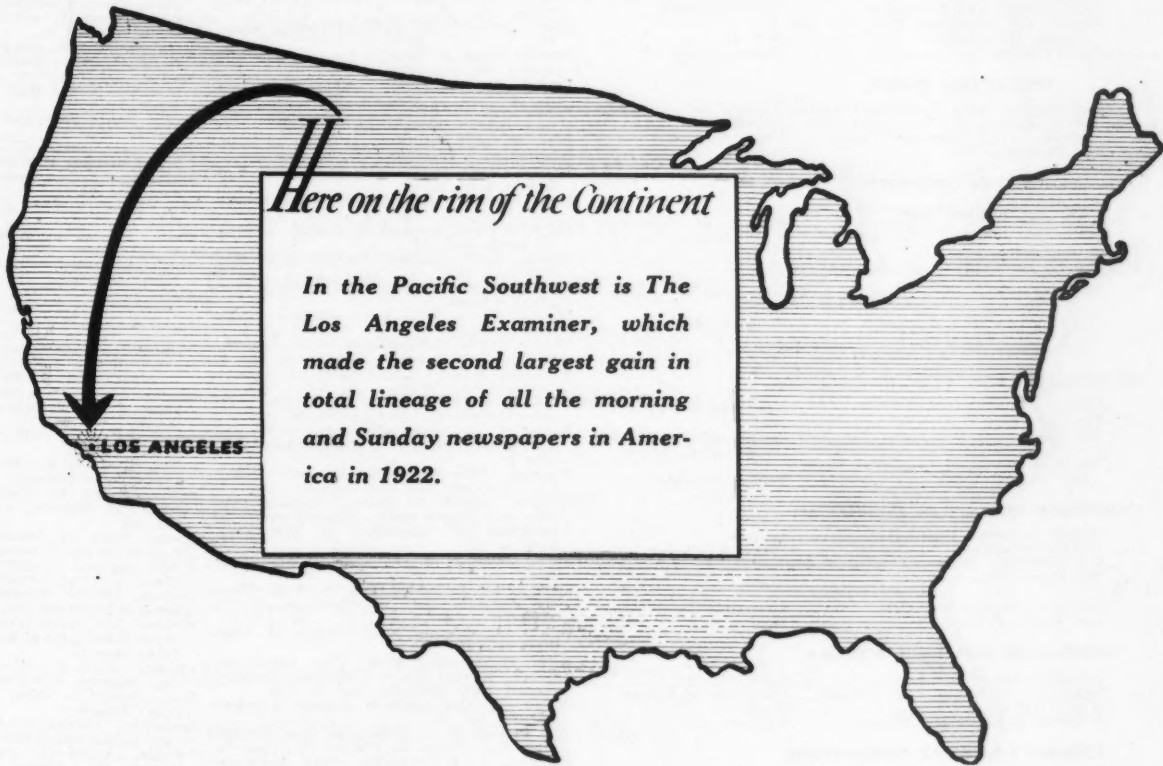 Here on the rim of the Continent
In the Pacific Southwest is The
Los Angeles Examiner, which
made the second largest gain in
total lineage of all the morning
and Sunday newspapers in Amer-
ica in 1922.
LOS ANGELES